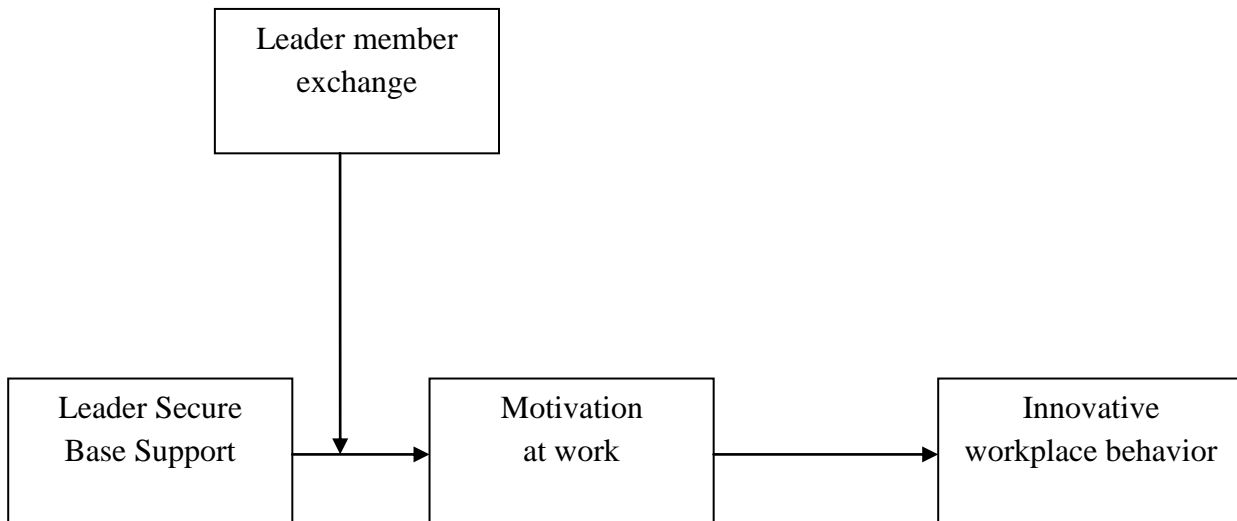 Leader member
exchange
Leader Secure
Base Support
Motivation
at work
Innovative
workplace behavior